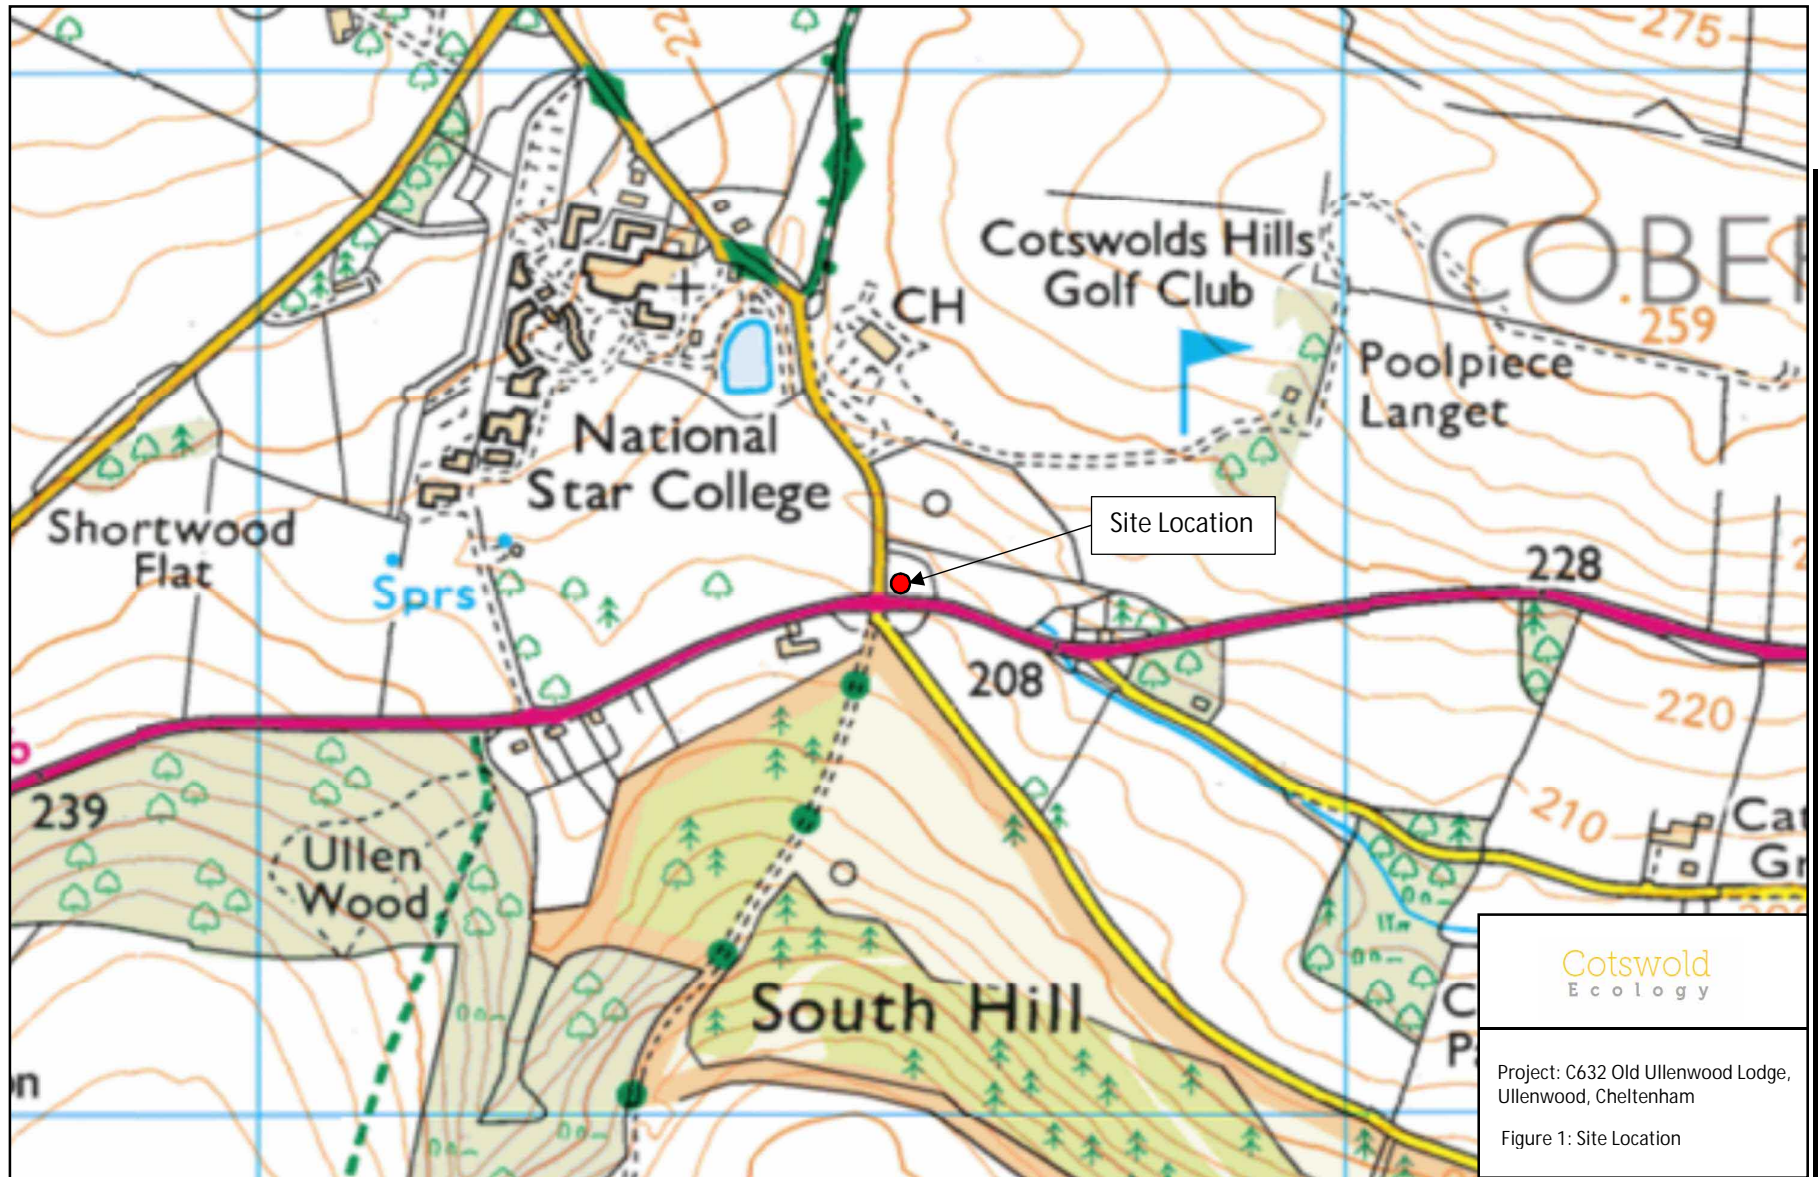 275
22
COBER
259
Cotswolds Hills
Golf Club
CH
Poolpiece
Langet
National
Star College
Site Location
Shortwood
Flat
Sprs
228
208
220
239
210
Ullen
Wood
South Hill
Cotswold
Ecology
Project: C632 Old Ullenwood Lodge,
Ullenwood, Cheltenham
Figure 1: Site Location